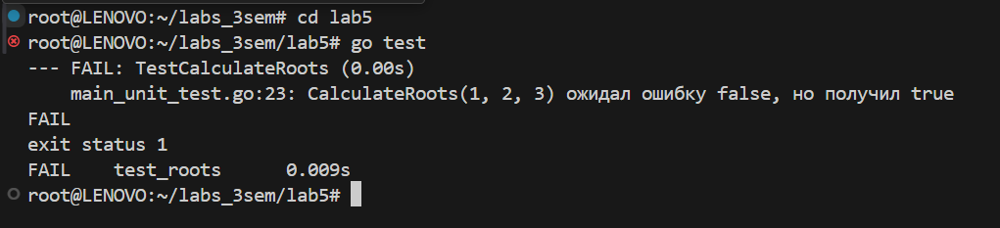 root@LENOVO:~/labs_3sem# cd lab5
root@LENOVO:~/labs_3sem/lab5# go test
--- FAIL: TestCalculateRoots (0.00s)
    main_unit_test.go:23: CalculateRoots(1, 2, 3) ожидал ошибку false, но получил true
FAIL
exit status 1
FAIL    test_roots      0.009s
root@LENOVO:~/labs_3sem/lab5#